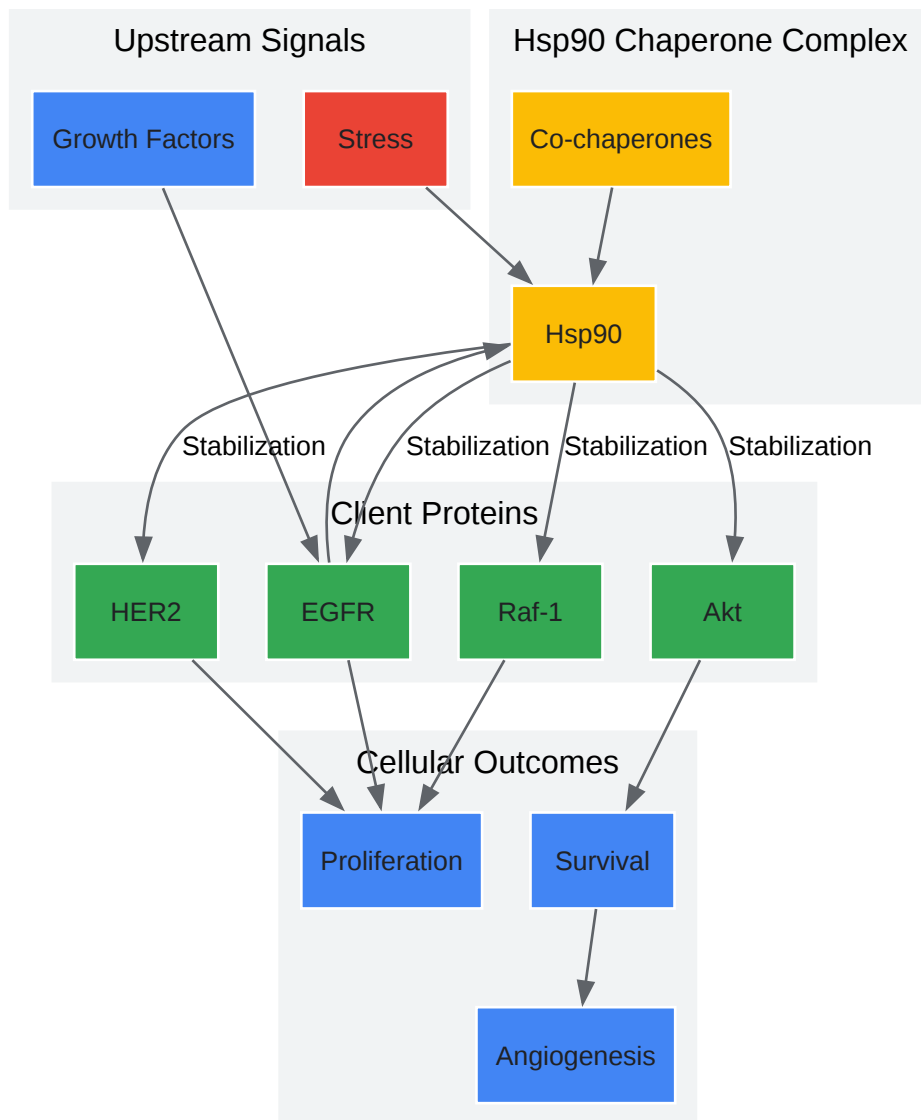 Upstream Signals
Hsp90 Chaperone Complex
Growth Factors
Stress
Co-chaperones
Hsp90
Stabilization
Stabilization
Stabilization
Stabilization
Client Proteins
HER2
EGFR
Raf-1
Akt
Cellular Outcomes
Proliferation
Survival
Angiogenesis